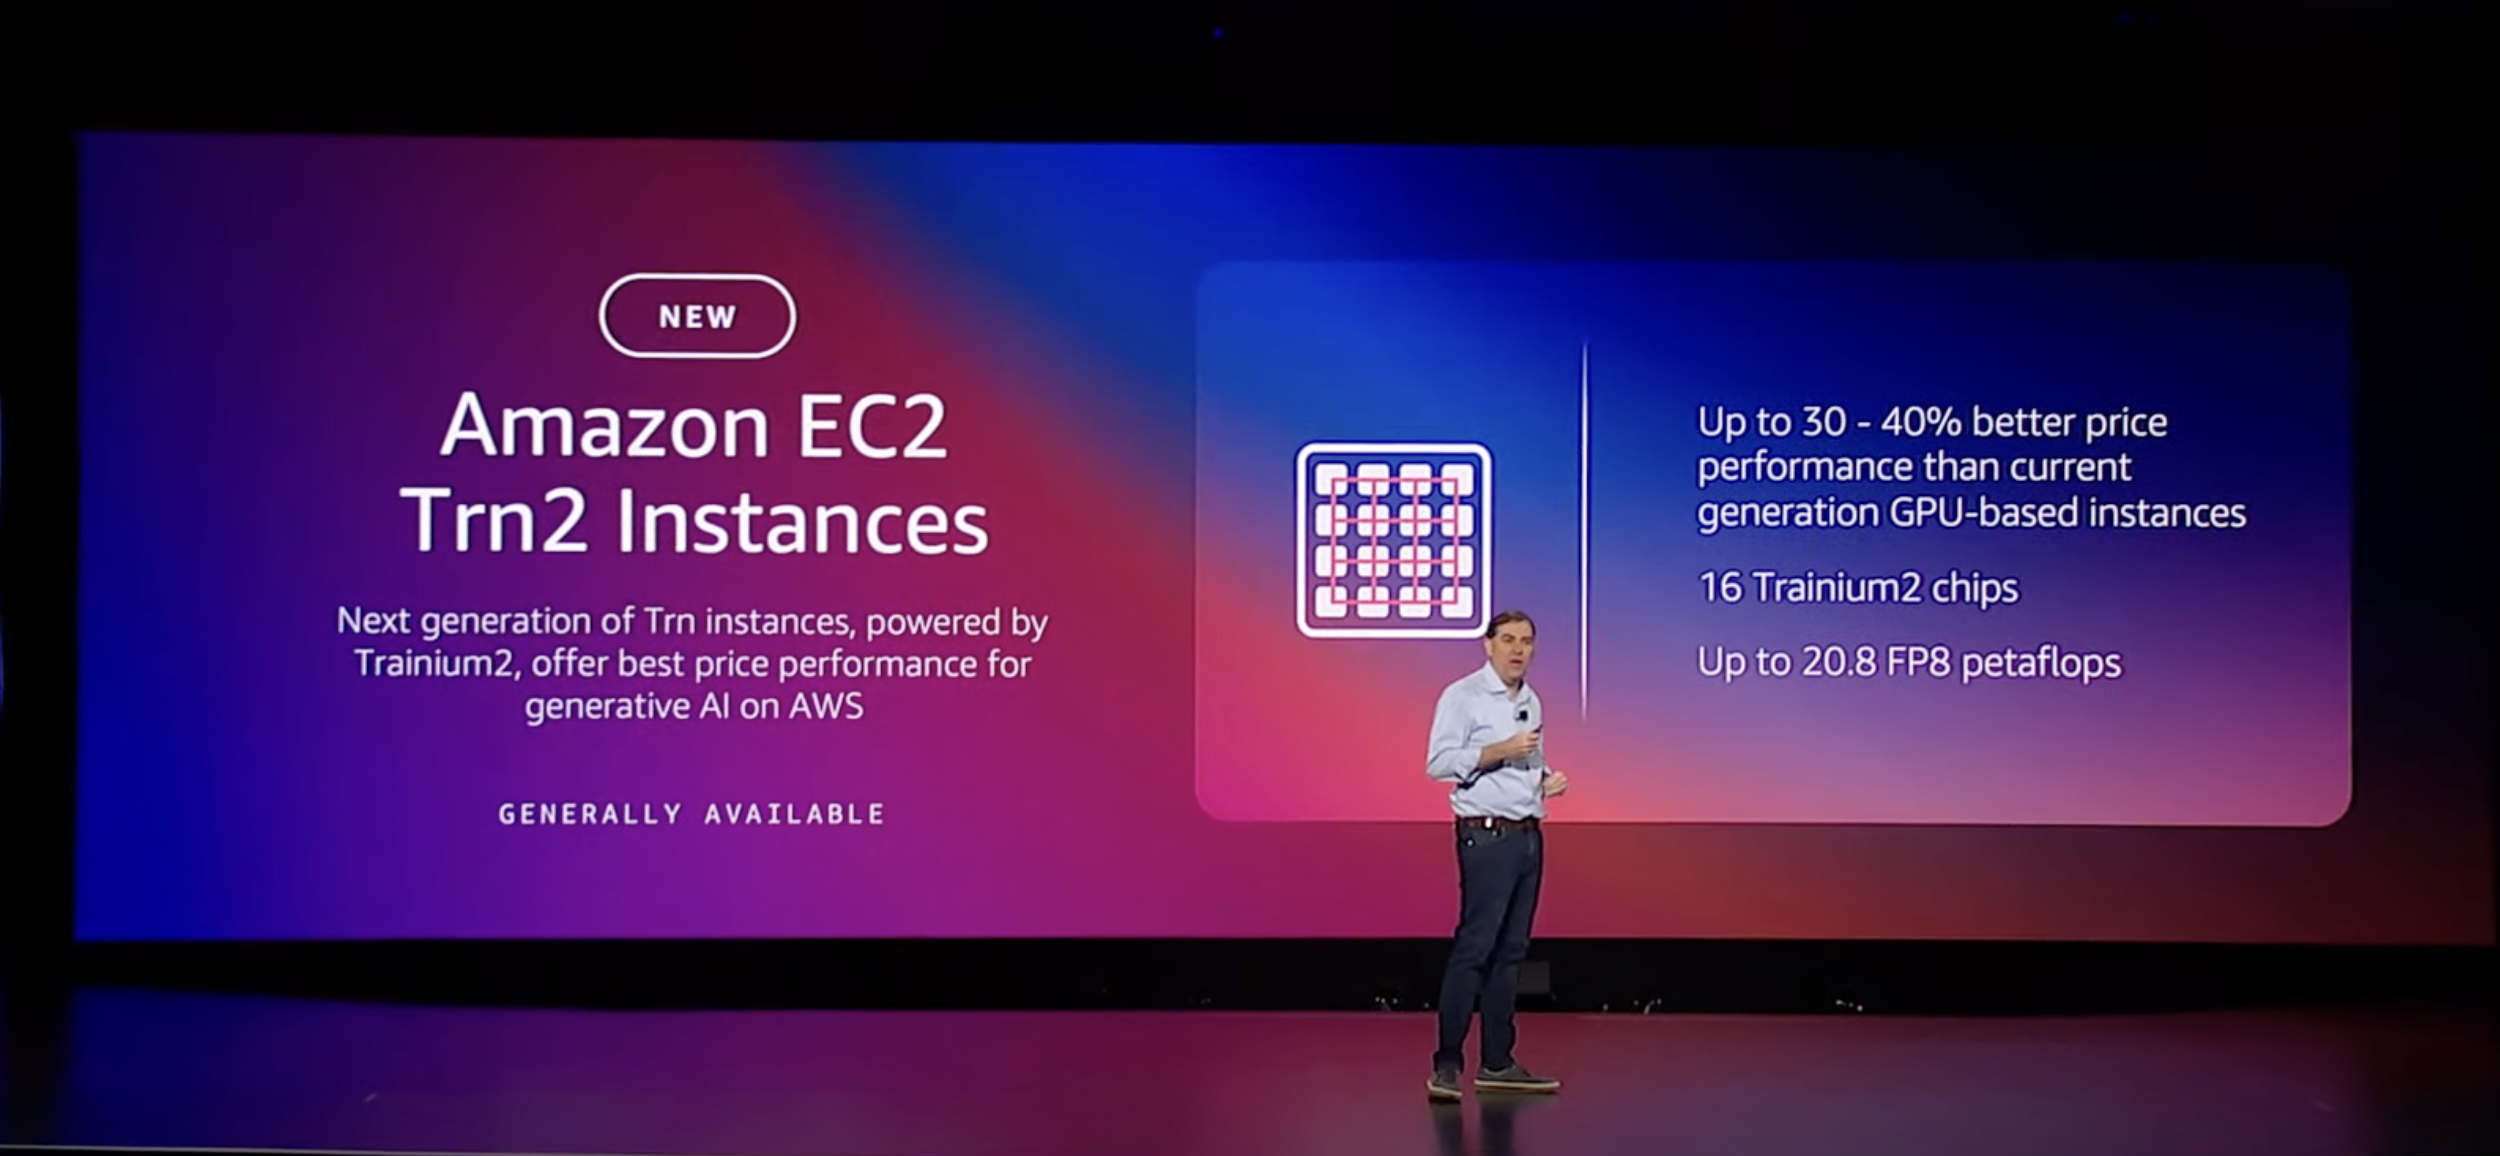 NEW
Amazon EC2
Trn2 Instances
Next generation of Trn instances, powered by
Trainium2, offer best price performance for
generative AI on AWS
GENERALLY AVAILABLE
Up to 30 - 40% better price
performance than current
generation GPU-based instances
16 Trainium2 chips
Up to 20.8 FP8 petaflops